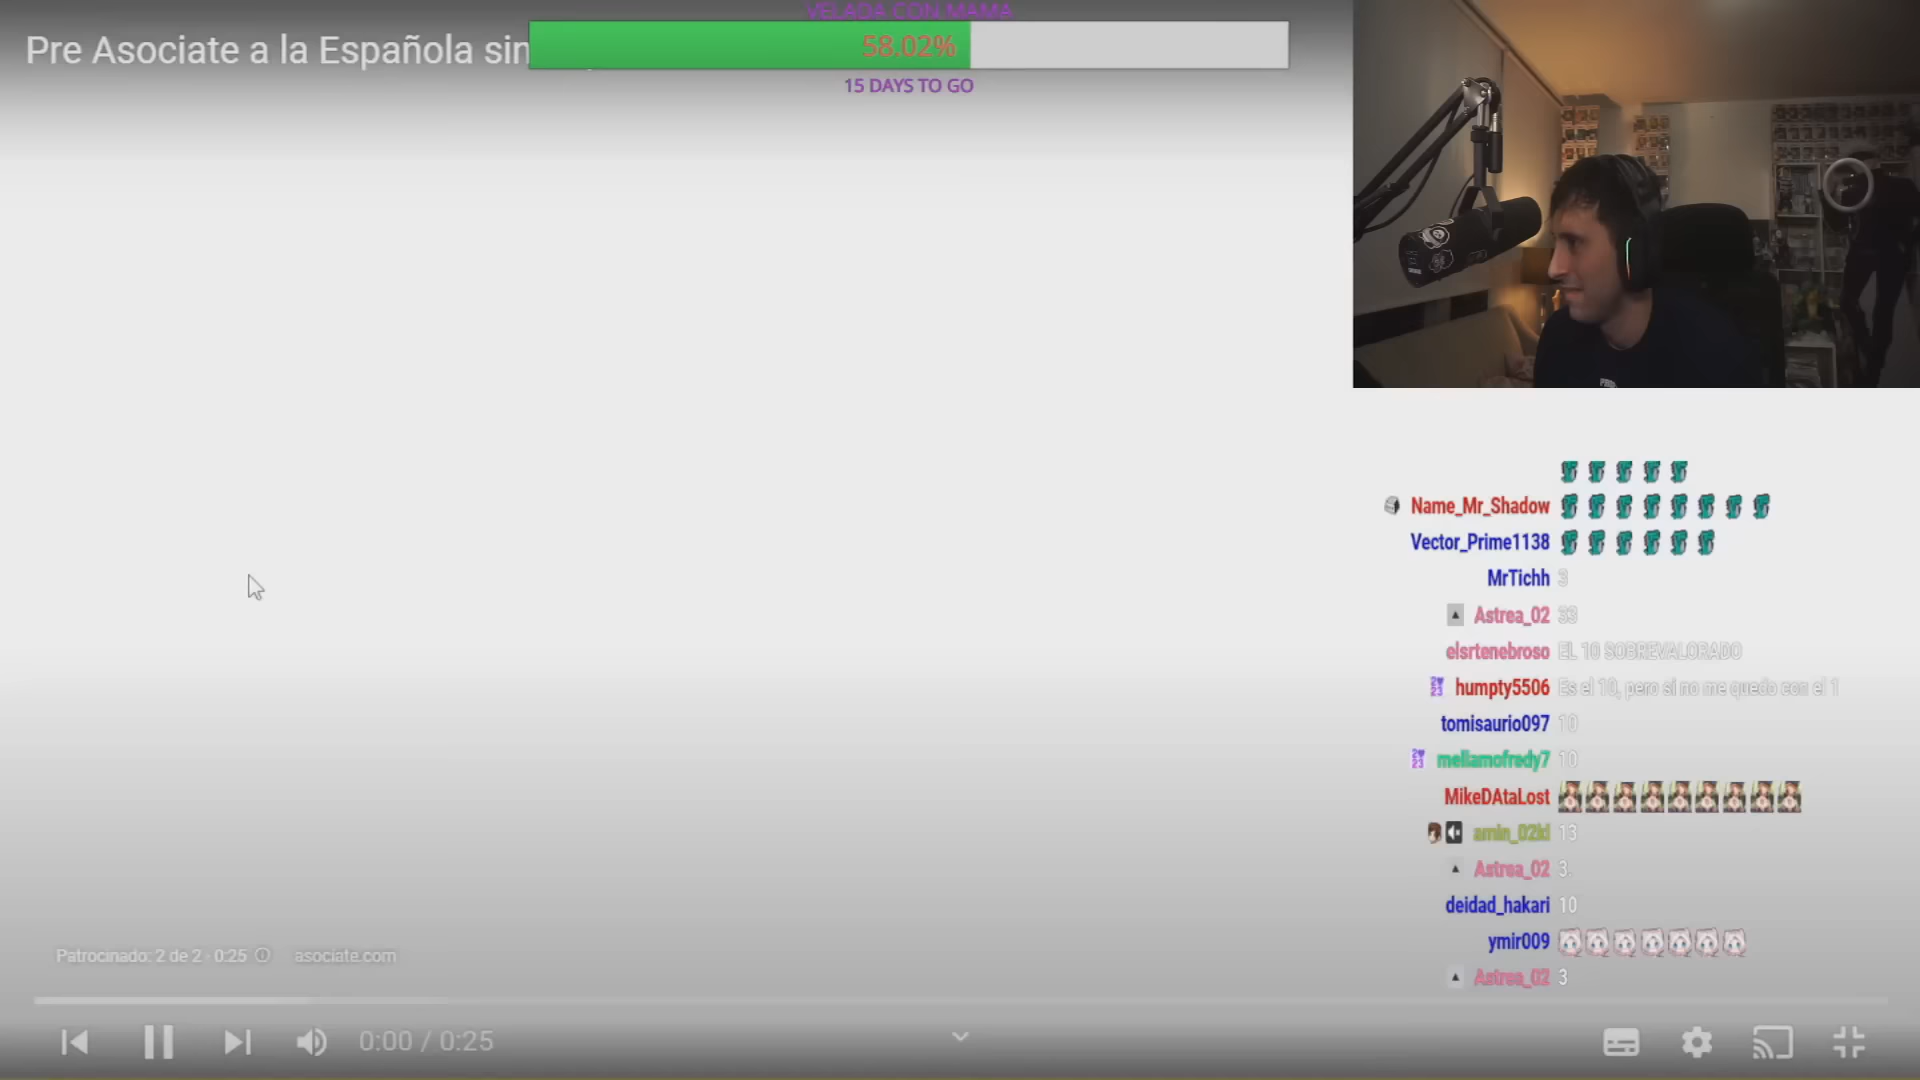 VELADA CON MAMA
Pre Asociate a la Española sin
58.02%
15 DAYS TO GO
Name_Mr_Shadow
Vector_Prime1138
MrTichh 3
Astrea_02 33
elsrtenebroso EL 10 SOBREVALORADO
humpty5506 Es el 10, pero si no me quedo con el 1
tomisaurio097 10
mellamofredy7 10
MikeDAtaLost
amin_02kl 13
Astrea_02 3.
deidad_hakari 10
ymir009
Astrea_02 3
Patrocinado: 2 de 2 · 0:25 asociate.com
0:00 / 0:25